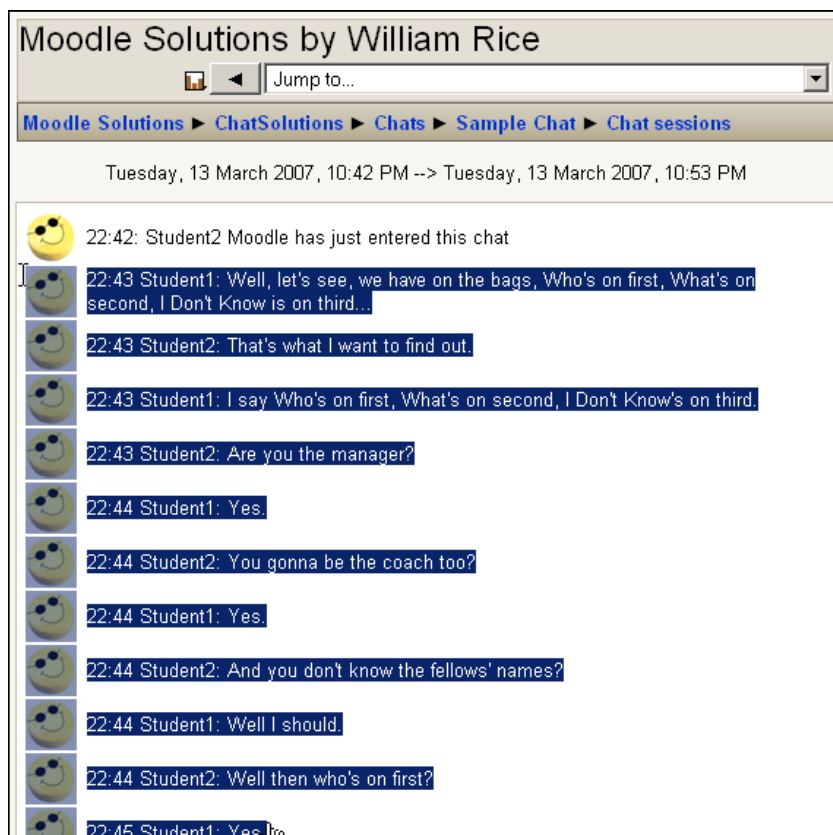 Moodle Solutions by William Rice
Jump to...
Moodle Solutions ► ChatSolutions ► Chats ► Sample Chat ► Chat sessions
Tuesday, 13 March 2007, 10:42 PM --> Tuesday, 13 March 2007, 10:53 PM
22:42: Student2 Moodle has just entered this chat
22:43 Student1: Well, let's see, we have on the bags, Who's on first, What's on
second, I Don't Know is on third...
22:43 Student2: That's what I want to find out.
22:43 Student1: I say Who's on first, What's on second, I Don't Know's on third.
22:43 Student2: Are you the manager?
22:44 Student1: Yes.
22:44 Student2: You gonna be the coach too?
22:44 Student1: Yes.
22:44 Student2: And you don't know the fellows' names?
22:44 Student1: Well I should.
22:44 Student2: Well then who's on first?
22:45 Student1: Yes.